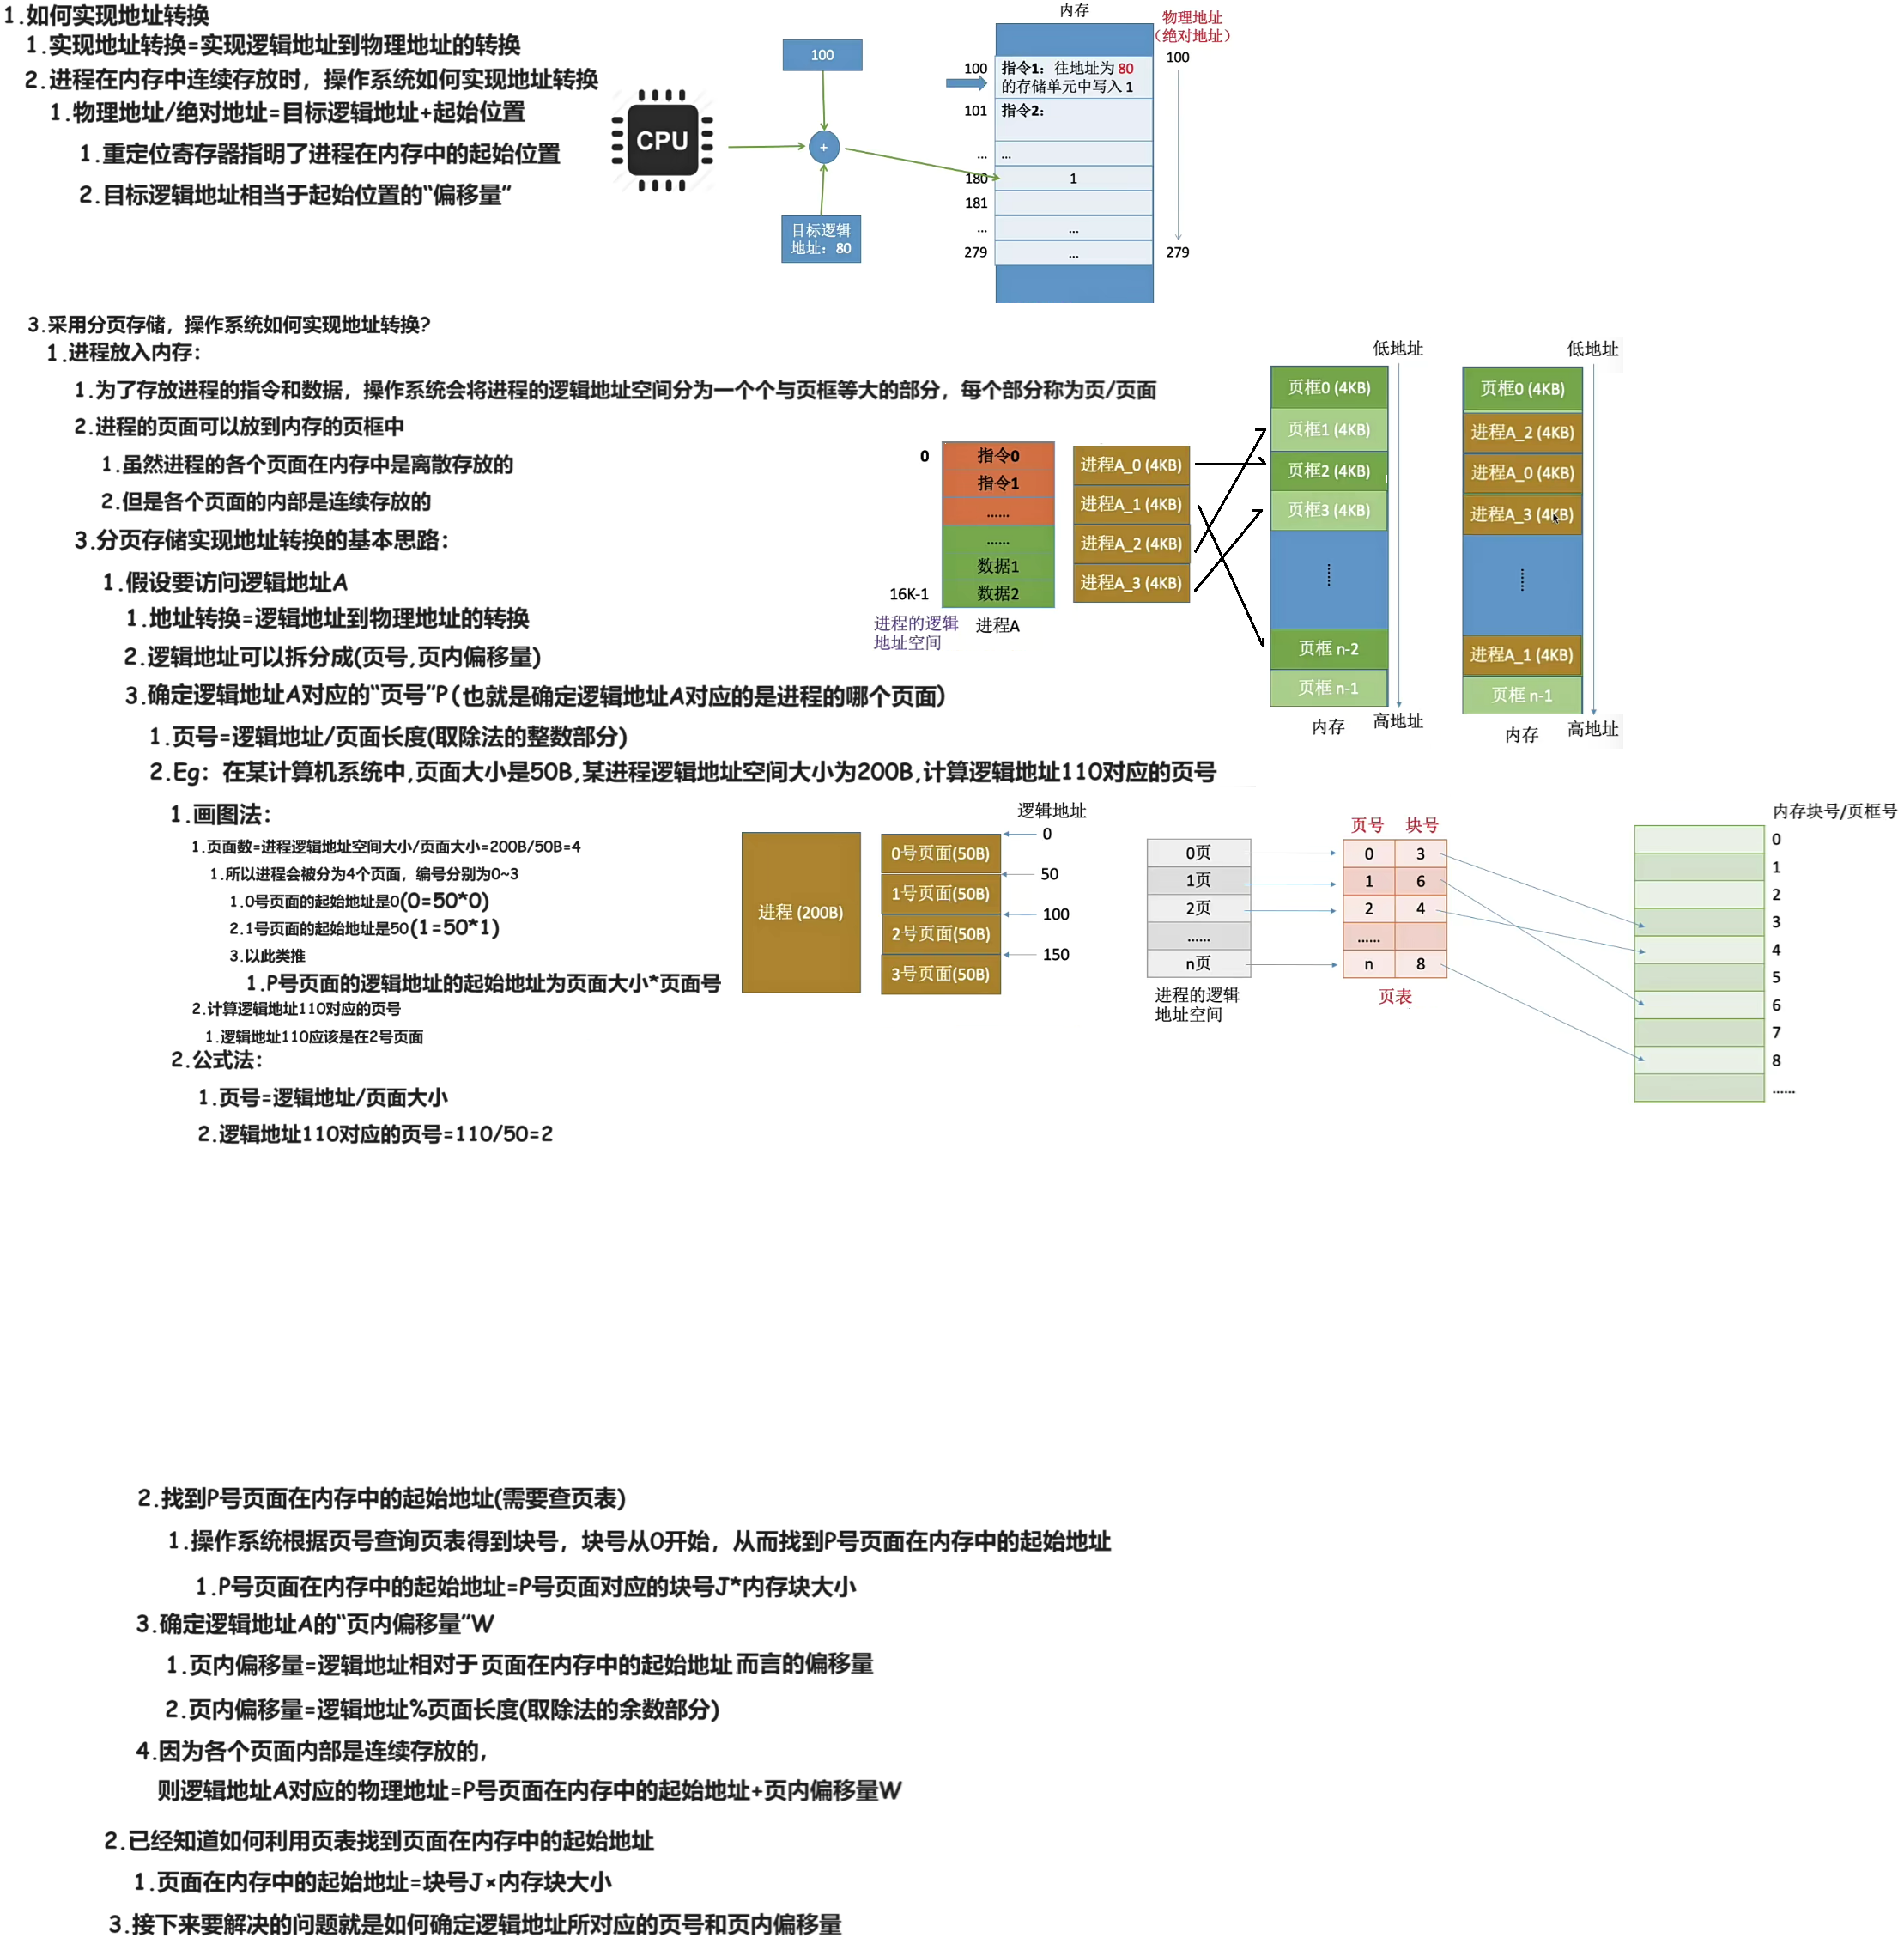 1.如何实现地址转换
1.实现地址转换=实现逻辑地址到物理地址的转换
2.进程在内存中连续存放时，操作系统如何实现地址转换
1.物理地址/绝对地址=目标逻辑地址+起始位置
1.重定位寄存器指明了进程在内存中的起始位置
2.目标逻辑地址相当于起始位置的“偏移量”
100
CPU
+
目标逻辑
地址：80
内存
物理地址
（绝对地址）
100
指令1：往地址为 80
的存储单元中写入 1
100
101
指令2：
...
...
180
1
181
...
...
279
...
279
3.采用分页存储，操作系统如何实现地址转换?
1.进程放入内存：
1.为了存放进程的指令和数据，操作系统会将进程的逻辑地址空间分为一个个与页框等大的部分，每个部分称为页/页面
2.进程的页面可以放到内存的页框中
1.虽然进程的各个页面在内存中是离散存放的
2.但是各个页面的内部是连续存放的
3.分页存储实现地址转换的基本思路：
1.假设要访问逻辑地址A
1.地址转换=逻辑地址到物理地址的转换
2.逻辑地址可以拆分成(页号,页内偏移量)
3.确定逻辑地址A对应的“页号”P(也就是确定逻辑地址A对应的是进程的哪个页面)
0
指令0
指令1
......
......
数据1
16K-1
数据2
进程的逻辑
地址空间
进程A
进程A_0 (4KB)
进程A_1 (4KB)
进程A_2 (4KB)
进程A_3 (4KB)
低地址
页框0 (4KB)
页框1 (4KB)
页框2 (4KB)
页框3 (4KB)
......
页框 n-2
页框 n-1
内存
高地址
低地址
页框0 (4KB)
进程A_2 (4KB)
进程A_0 (4KB)
进程A_3 (4KB)
......
进程A_1 (4KB)
页框 n-1
内存
高地址
1.页号=逻辑地址/页面长度(取除法的整数部分)
2.Eg：在某计算机系统中,页面大小是50B,某进程逻辑地址空间大小为200B,计算逻辑地址110对应的页号
1.画图法：
1.页面数=进程逻辑地址空间大小/页面大小=200B/50B=4
1.所以进程会被分为4个页面，编号分别为0~3
1.0号页面的起始地址是0(0=50*0)
2.1号页面的起始地址是50(1=50*1)
3.以此类推
1.P号页面的逻辑地址的起始地址为页面大小*页面号
2.计算逻辑地址110对应的页号
1.逻辑地址110应该是在2号页面
2.公式法：
1.页号=逻辑地址/页面大小
2.逻辑地址110对应的页号=110/50=2
进程 (200B)
逻辑地址
0
0号页面(50B)
50
1号页面(50B)
100
2号页面(50B)
150
3号页面(50B)
0页
1页
2页
......
n页
进程的逻辑
地址空间
页号 块号
0 3
1 6
2 4
......
n 8
页表
内存块号/页框号
0
1
2
3
4
5
6
7
8
......
2.找到P号页面在内存中的起始地址(需要查页表)
1.操作系统根据页号查询页表得到块号，块号从0开始，从而找到P号页面在内存中的起始地址
1.P号页面在内存中的起始地址=P号页面对应的块号J*内存块大小
3.确定逻辑地址A的“页内偏移量”W
1.页内偏移量=逻辑地址相对于页面在内存中的起始地址而言的偏移量
2.页内偏移量=逻辑地址%页面长度(取除法的余数部分)
4.因为各个页面内部是连续存放的，
则逻辑地址A对应的物理地址=P号页面在内存中的起始地址+页内偏移量W
2.已经知道如何利用页表找到页面在内存中的起始地址
1.页面在内存中的起始地址=块号J×内存块大小
3.接下来要解决的问题就是如何确定逻辑地址所对应的页号和页内偏移量